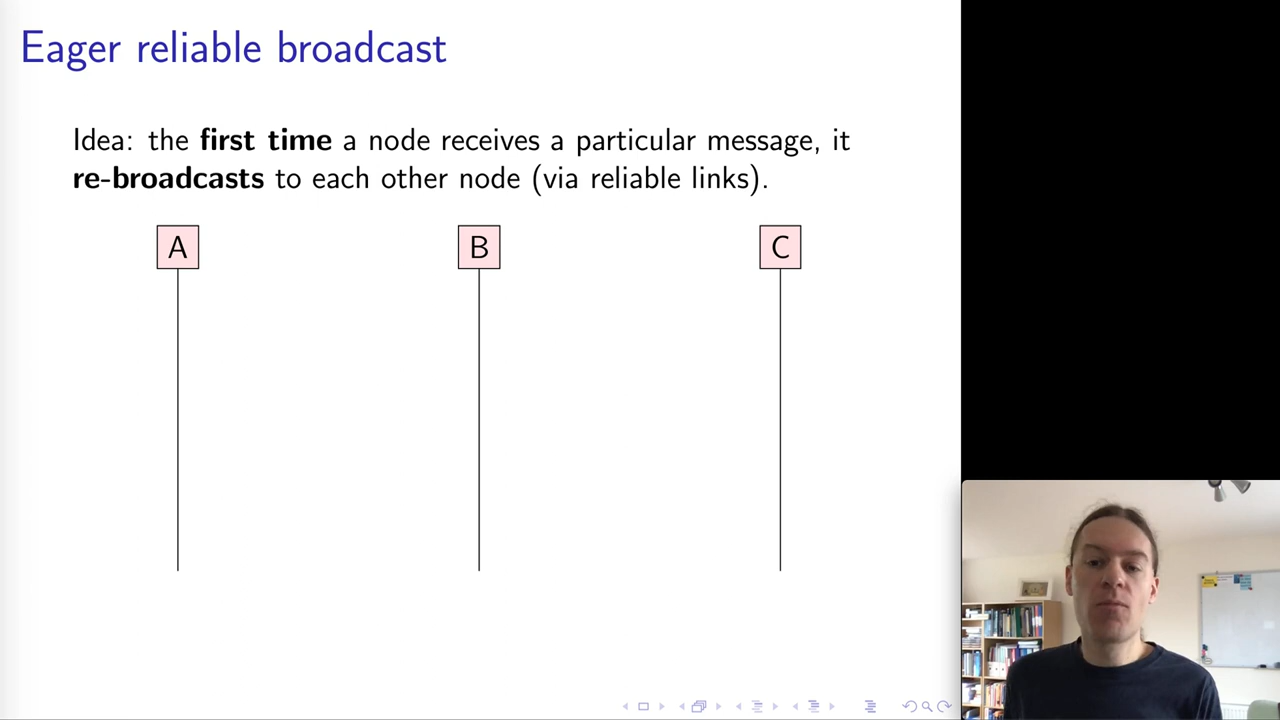 Eager reliable broadcast
Idea: the first time a node receives a particular message, it
re-broadcasts to each other node (via reliable links).
A
B
C